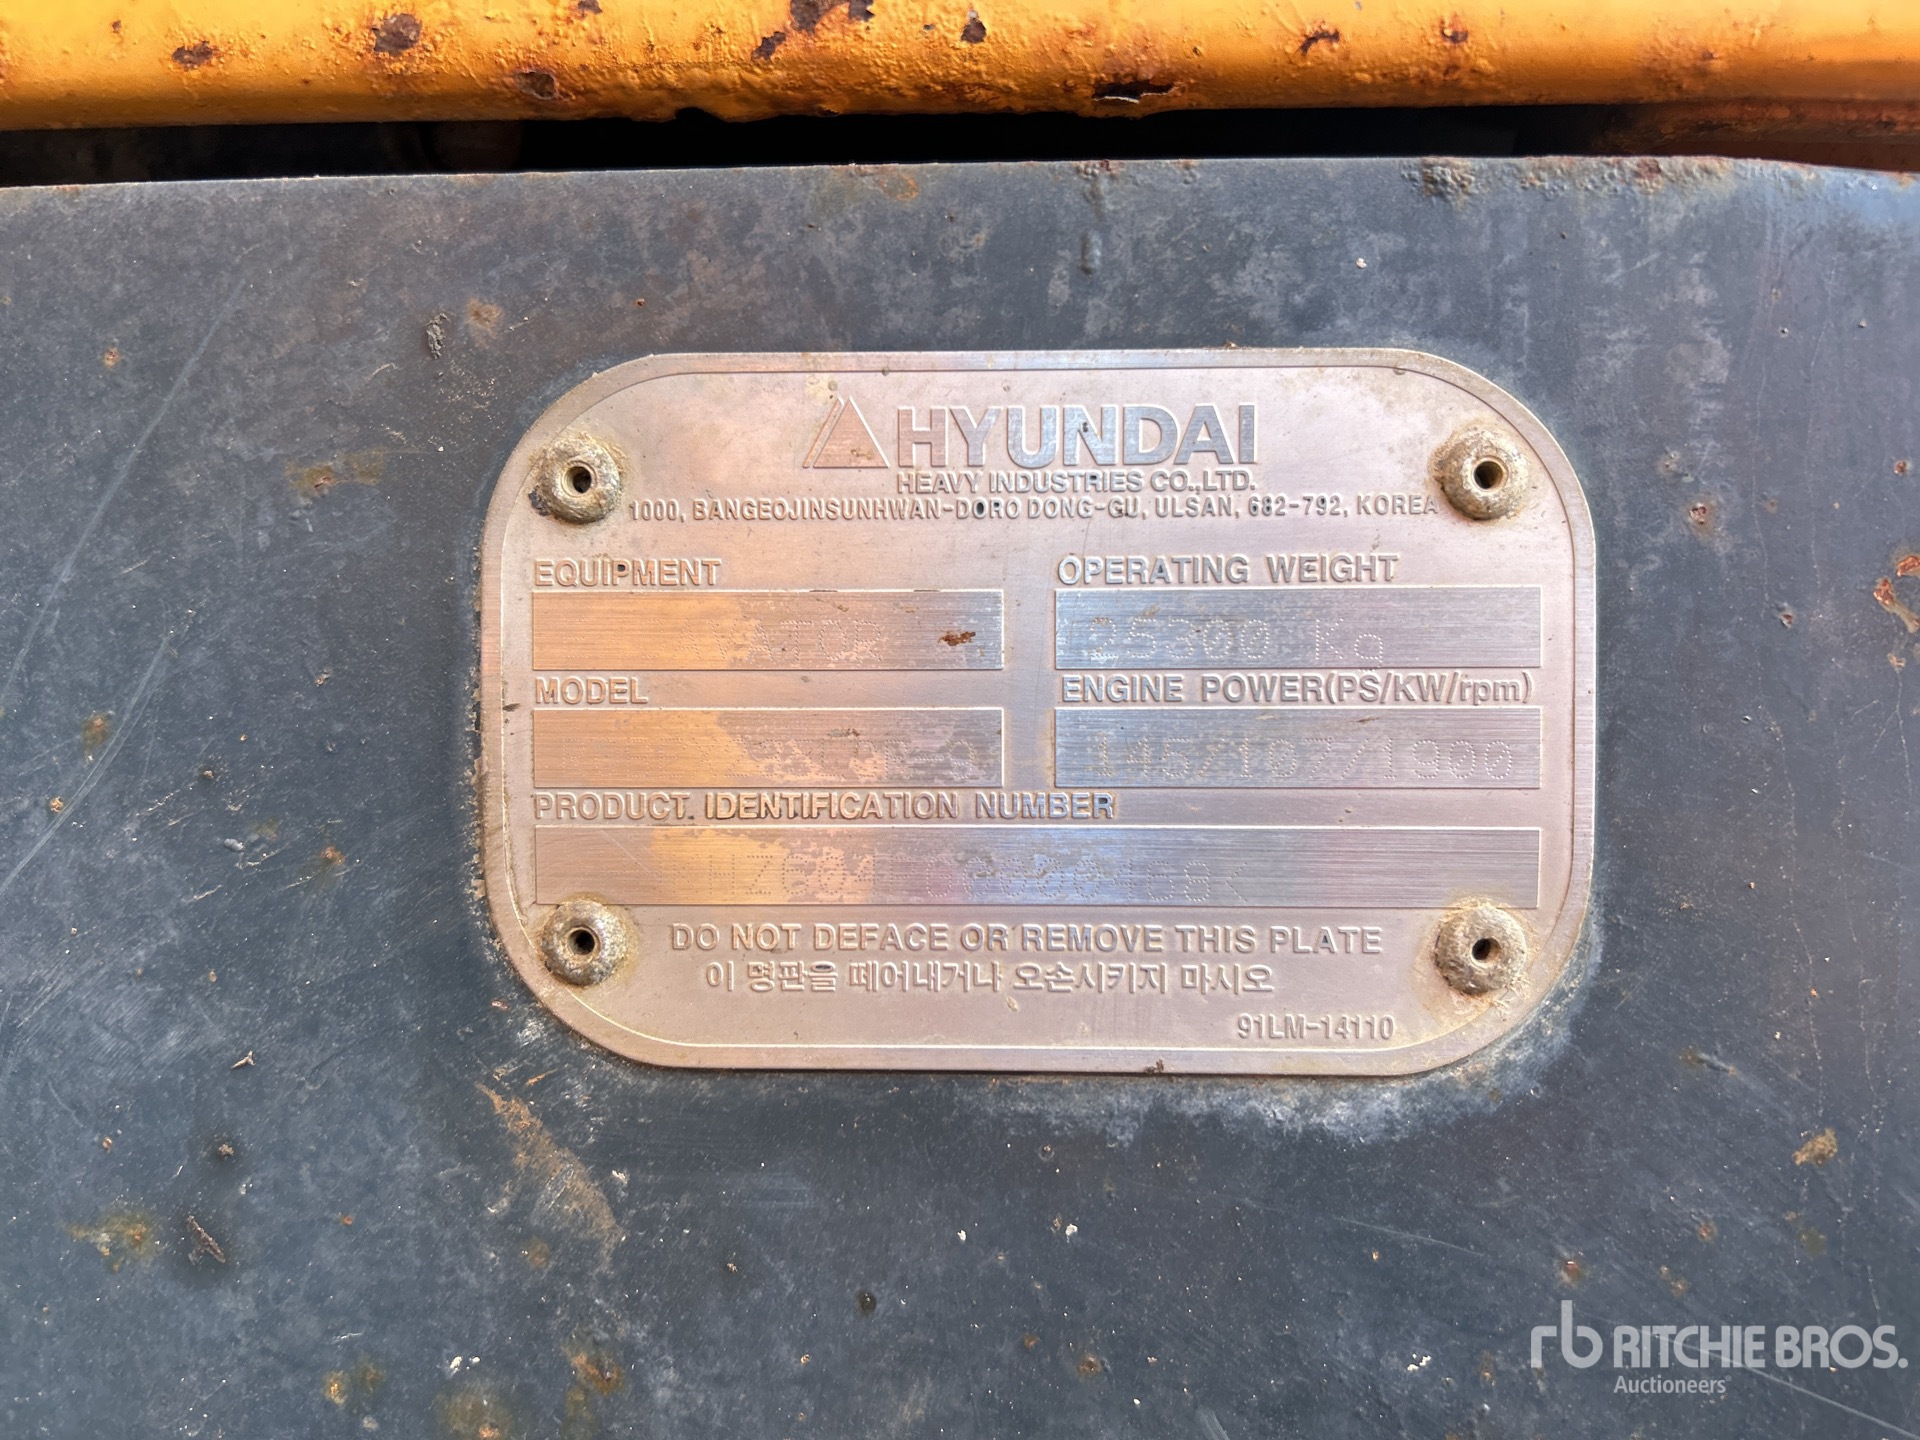 HYUNDAI
HEAVY INDUSTRIES CO.,LTD.
1000, BANGEOJINSUNHWAN-DORO DONG-GU, ULSAN, 682-792, KOREA
EQUIPMENT
OPERATING WEIGHT
25300 Kg
MODEL
ENGINE POWER(PS/KW/rpm)
145/107/1900
PRODUCT IDENTIFICATION NUMBER
DO NOT DEFACE OR REMOVE THIS PLATE
이 명판을 떼어내거나 오손시키지 마시오
91LM-14110
rb RITCHIE BROS.
Auctioneers